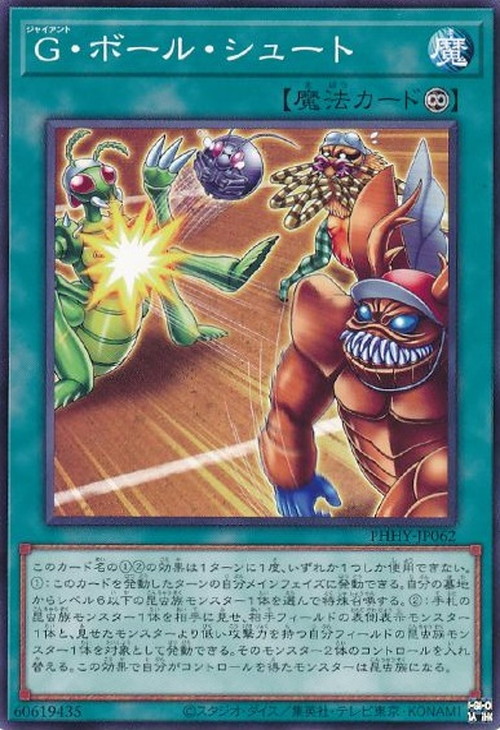 ジャイアント
G・ボール・シュート
魔
【魔法カード】
PHHY-JP062
このカード名の①②の効果は1ターンに1度、いずれか1つしか使用できない。
①:このカードを発動したターンの自分メインフェイズに発動できる。自分の墓地
からレベル6以下の昆虫族モンスター1体を選んで特殊召喚する。②:手札の
昆虫族モンスター1体を相手に見せ、相手フィールドの表側表示モンスター
1体と、見せたモンスターより低い攻撃力を持つ自分フィールドの昆虫族モン
スター1体を対象として発動できる。そのモンスター2体のコントロールを入れ
替える。この効果で自分がコントロールを得たモンスターは昆虫族になる。
60619435
©スタジオ・ダイス/集英社・テレビ東京・KONAMI